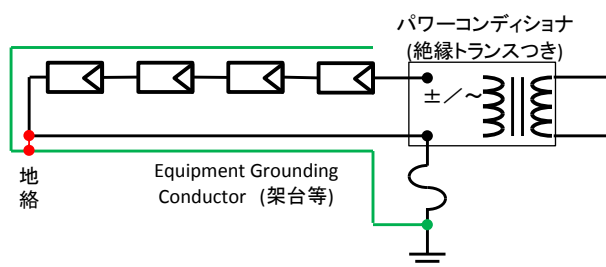 パワーコンディショナ
(絶縁トランスつき)
±／～
地
絡
Equipment Grounding
Conductor (架台等)